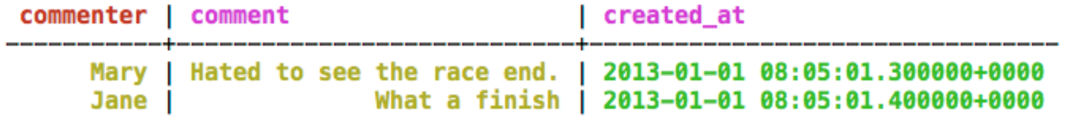 commenter | comment | created_at
-----------+----------------------------+---------------------------------
Mary | Hated to see the race end. | 2013-01-01 08:05:01.300000+0000
Jane | What a finish | 2013-01-01 08:05:01.400000+0000